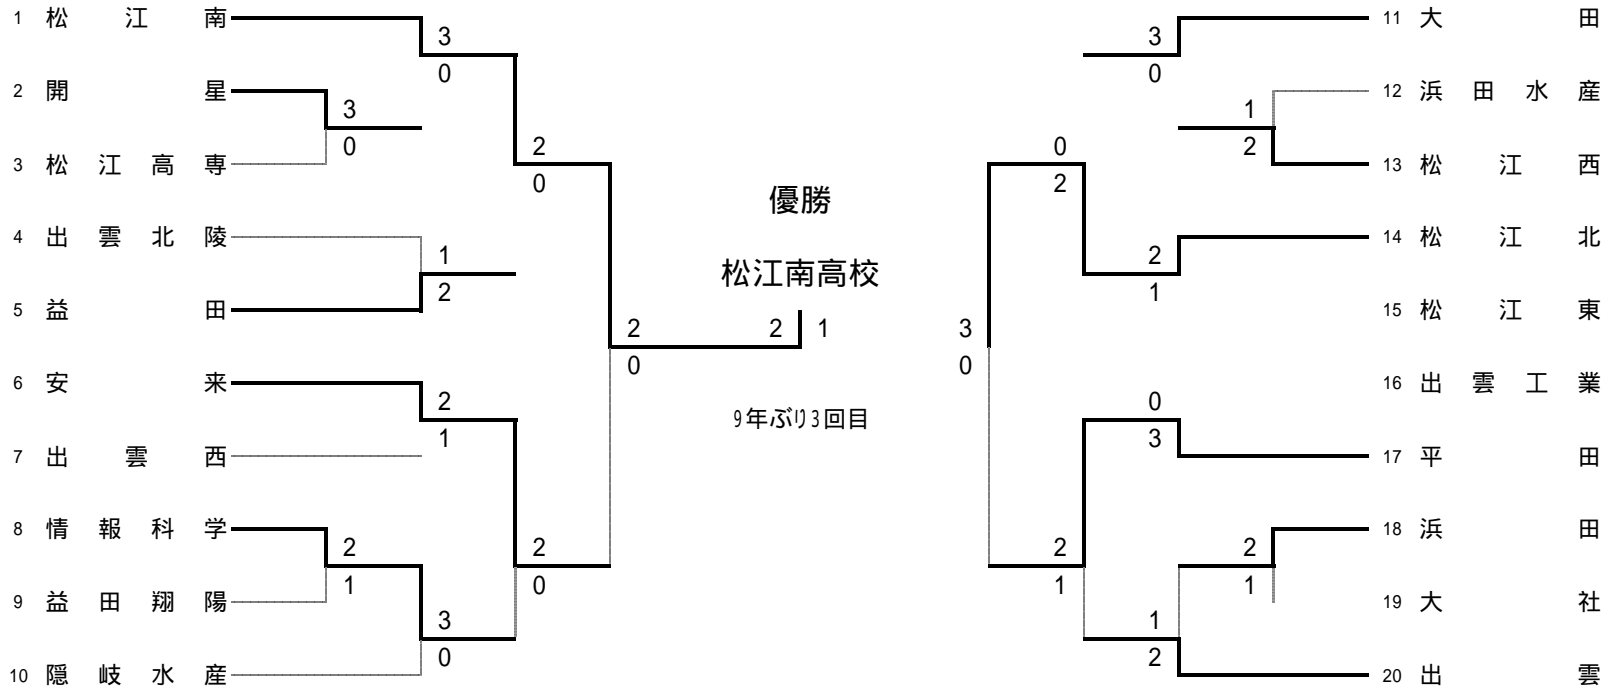 1 松江南
3
0
2 開星
3
0
3 松江高専
2
0
4 出雲北陵
1
2
5 益田
6 安来
2
1
7 出雲西
8 情報科学
2
1
9 益田翔陽
2
0
3
0
10 隠岐水産
2
0
優勝
松江南高校
2 1
9年ぶり3回目
3
0
11 大田
3
0
12 浜田水産
1
2
13 松江西
0
2
14 松江北
2
1
15 松江東
16 出雲工業
0
3
17 平田
18 浜田
2
1
19 大社
2
1
1
2
20 出雲